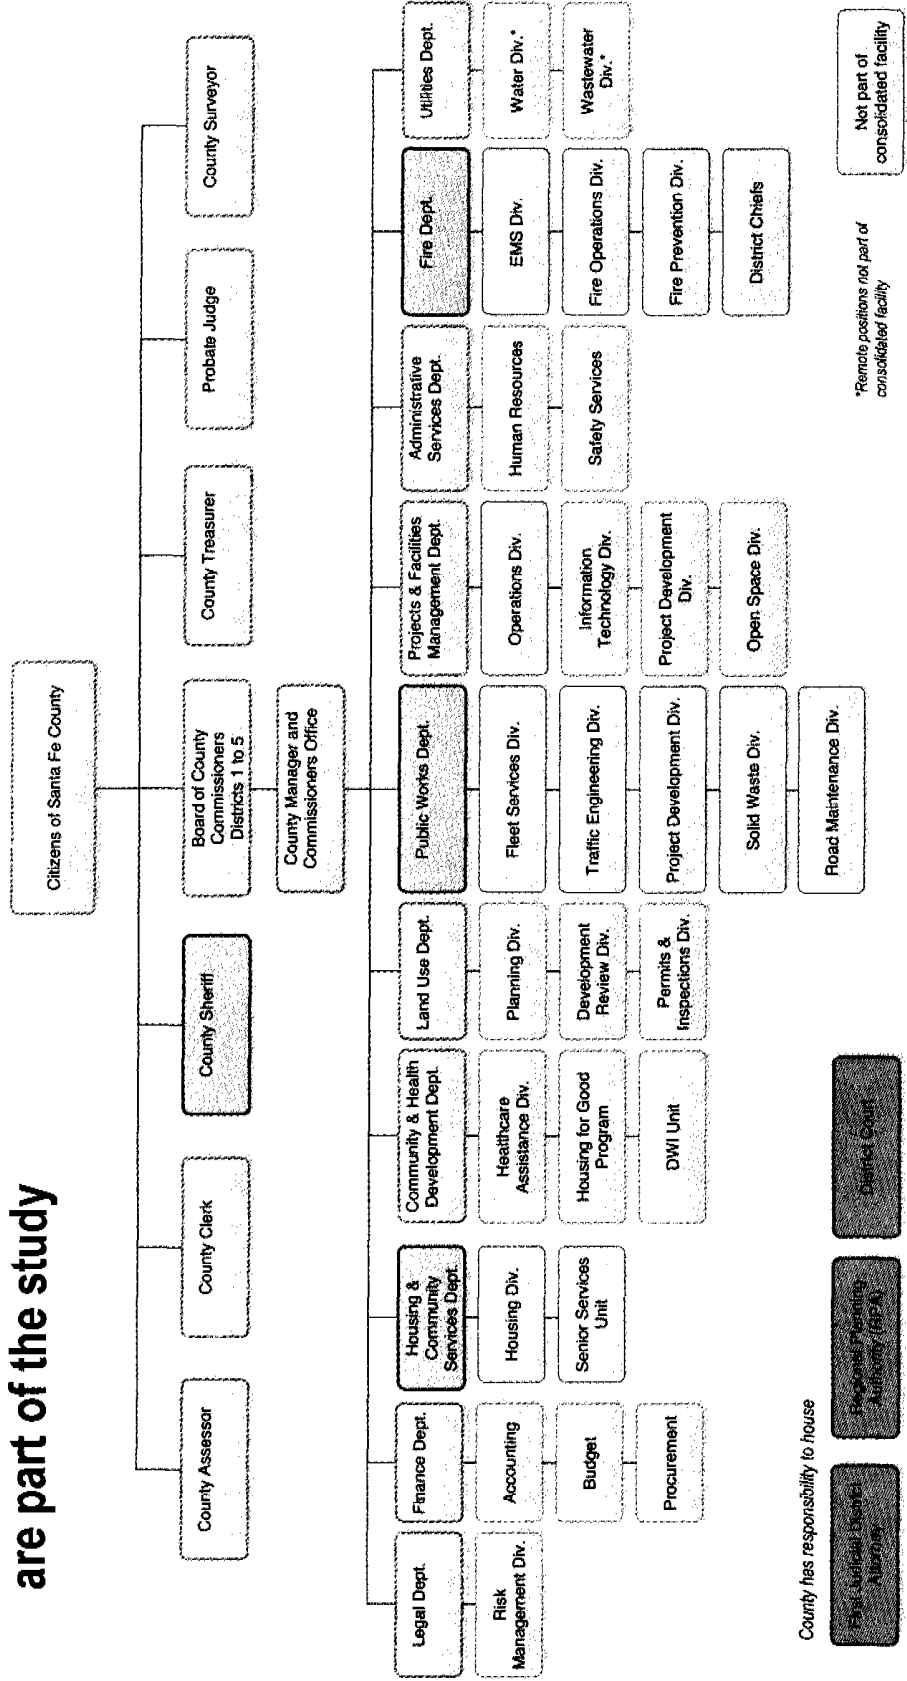 are part of the study
Citizens of Santa Fe County
County Assessor
County Clerk
County Sheriff
Board of County
Commissioners
Districts 1 to 5
County Treasurer
Probate Judge
County Surveyor
County Manager and
Commissioners Office
Legal Dept.
Risk
Management Div.
Finance Dept.
Accounting
Budget
Procurement
Housing &
Community
Services Dept.
Housing Div.
Senior Services
Unit
Community & Health
Development Dept.
Healthcare
Assistance Div.
Housing for Good
Program
DWI Unit
Land Use Dept.
Planning Div.
Development
Review Div.
Permits &
Inspections Div.
Public Works Dept.
Fleet Services Div.
Traffic Engineering Div.
Project Development Div.
Solid Waste Div.
Road Maintenance Div.
Projects & Facilities
Management Dept.
Operations Div.
Information
Technology Div.
Project Development
Div.
Open Space Div.
Administrative
Services Dept.
Human Resources
Safety Services
Fire Dept.
EMS Div.
Fire Operations Div.
Fire Prevention Div.
District Chiefs
Utilities Dept.
Water Div.*
Wastewater
Div.*
County has responsibility to house
First Judicial District
Attorney
Regional Planning
Authority (RPA)
District Court
*Remote positions not part of
consolidated facility
Not part of
consolidated facility